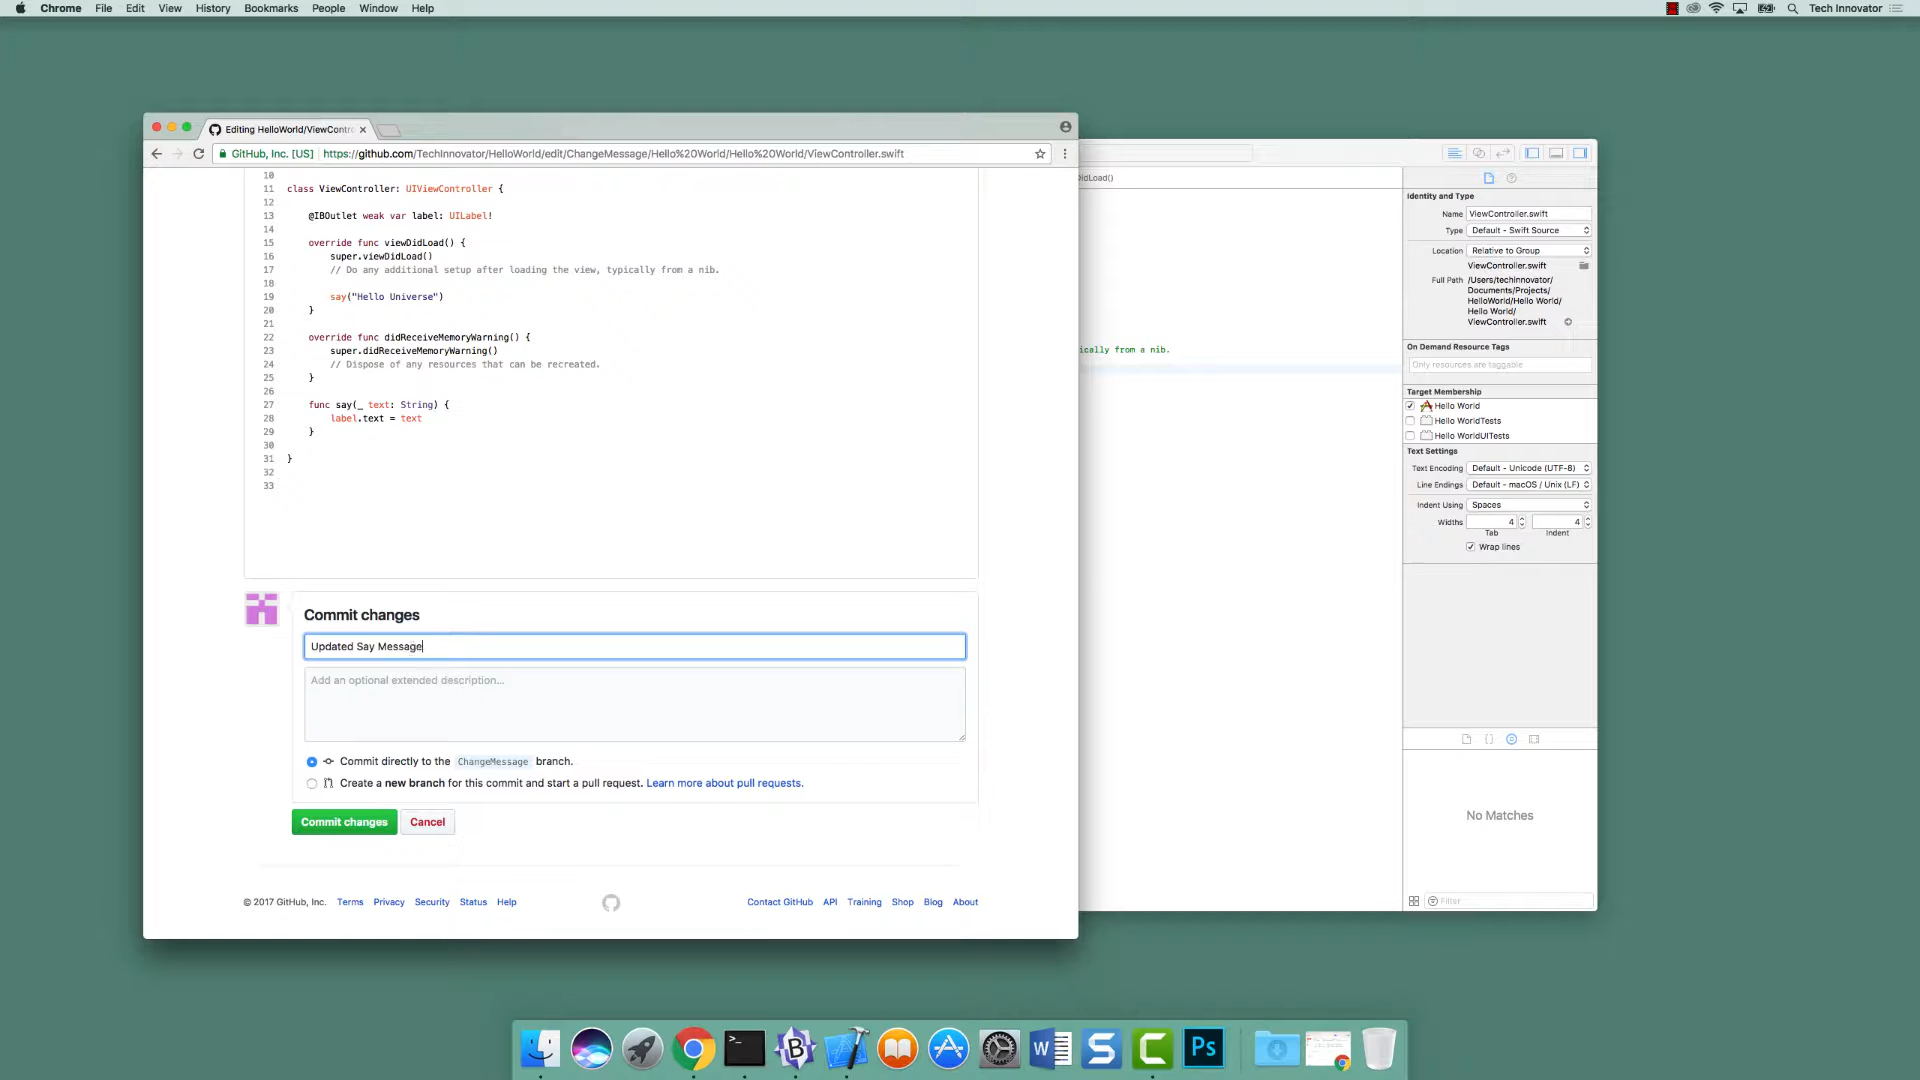 Chrome File Edit View History Bookmarks People Window Help
Tech Innovator
Editing HelloWorld/ViewContr
GitHub, Inc. [US] https://github.com/TechInnovator/HelloWorld/edit/ChangeMessage/Hello%20World/Hello%20World/ViewController.swift
10
11 class ViewController: UIViewController {
12
13 @IBOutlet weak var label: UILabel!
14
15 override func viewDidLoad() {
16 super.viewDidLoad()
17 // Do any additional setup after loading the view, typically from a nib.
18
19 say("Hello Universe")
20 }
21
22 override func didReceiveMemoryWarning() {
23 super.didReceiveMemoryWarning()
24 // Dispose of any resources that can be recreated.
25 }
26
27 func say(_ text: String) {
28 label.text = text
29 }
30
31 }
32
33
Commit changes
Updated Say Message
Add an optional extended description...
Commit directly to the ChangeMessage branch.
Create a new branch for this commit and start a pull request. Learn more about pull requests.
Commit changes Cancel
© 2017 GitHub, Inc. Terms Privacy Security Status Help
Contact GitHub API Training Shop Blog About
DidLoad()
ically from a nib.
Identity and Type
Name ViewController.swift
Type Default - Swift Source
Location Relative to Group
ViewController.swift
Full Path /Users/techinnovator/
Documents/Projects/
HelloWorld/Hello World/
Hello World/
ViewController.swift
On Demand Resource Tags
Only resources are taggable
Target Membership
Hello World
Hello WorldTests
Hello WorldUITests
Text Settings
Text Encoding Default - Unicode (UTF-8)
Line Endings Default - macOS / Unix (LF)
Indent Using Spaces
Widths 4 4
Tab Indent
Wrap lines
{}
No Matches
Filter
>_
B
W
S
C
Ps